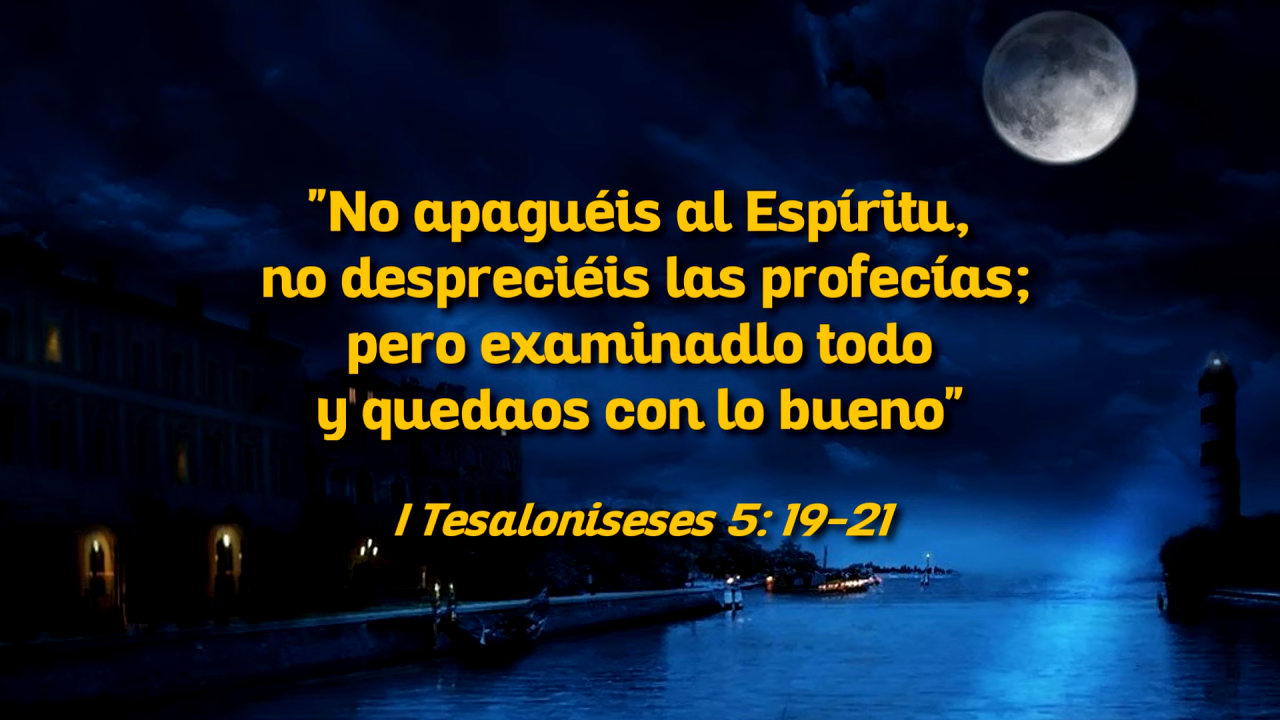 "No apaguéis al Espíritu,
no despreciéis las profecías;
pero examinadlo todo
y quedaos con lo bueno"
I Tesaloniseses 5: 19-21